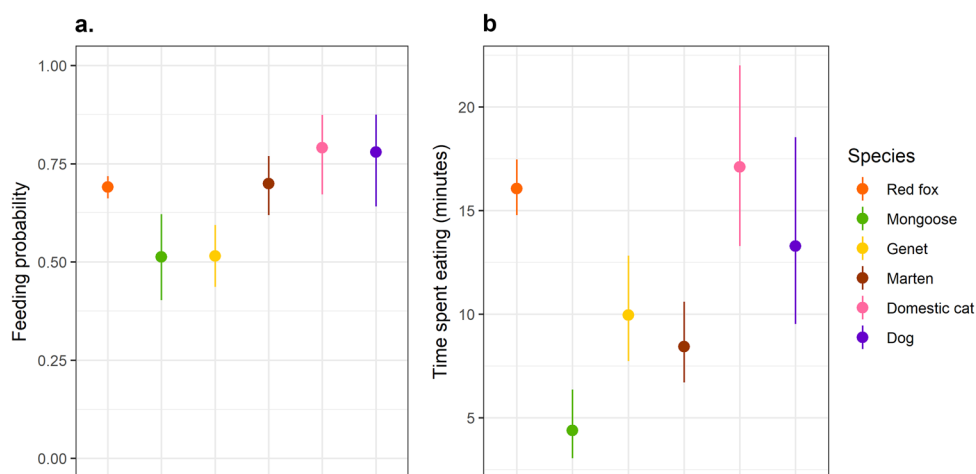 a.
Feeding probability
1.00
0.75
0.50
0.25
0.00
b.
Time spent eating (minutes)
20
15
10
5
Species
Red fox
Mongoose
Genet
Marten
Domestic cat
Dog